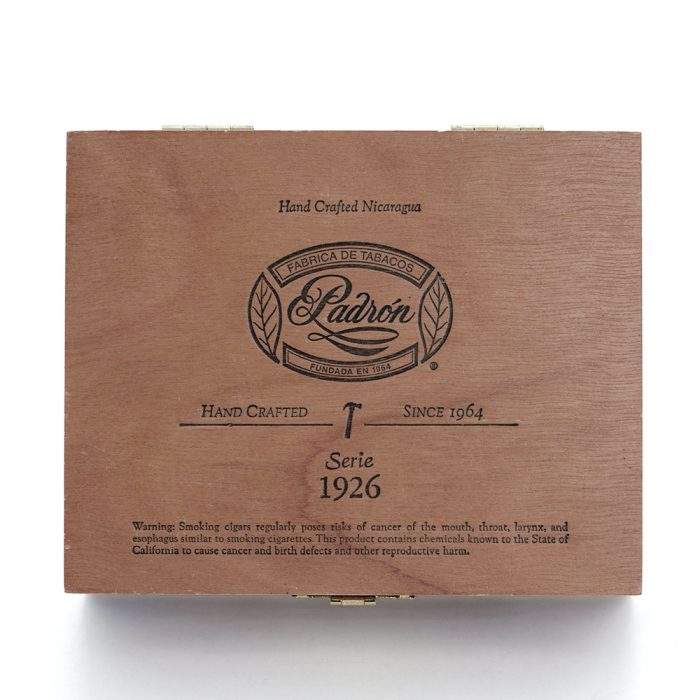 Hand Crafted Nicaragua
FABRICA DE TABACOS
Padrón
FUNDADA EN 1964
®
HAND CRAFTED SINCE 1964
Serie
1926
Warning: Smoking cigars regularly poses risks of cancer of the mouth, throat, larynx, and
esophagus similar to smoking cigarettes. This product contains chemicals known to the State of
California to cause cancer and birth defects and other reproductive harm.